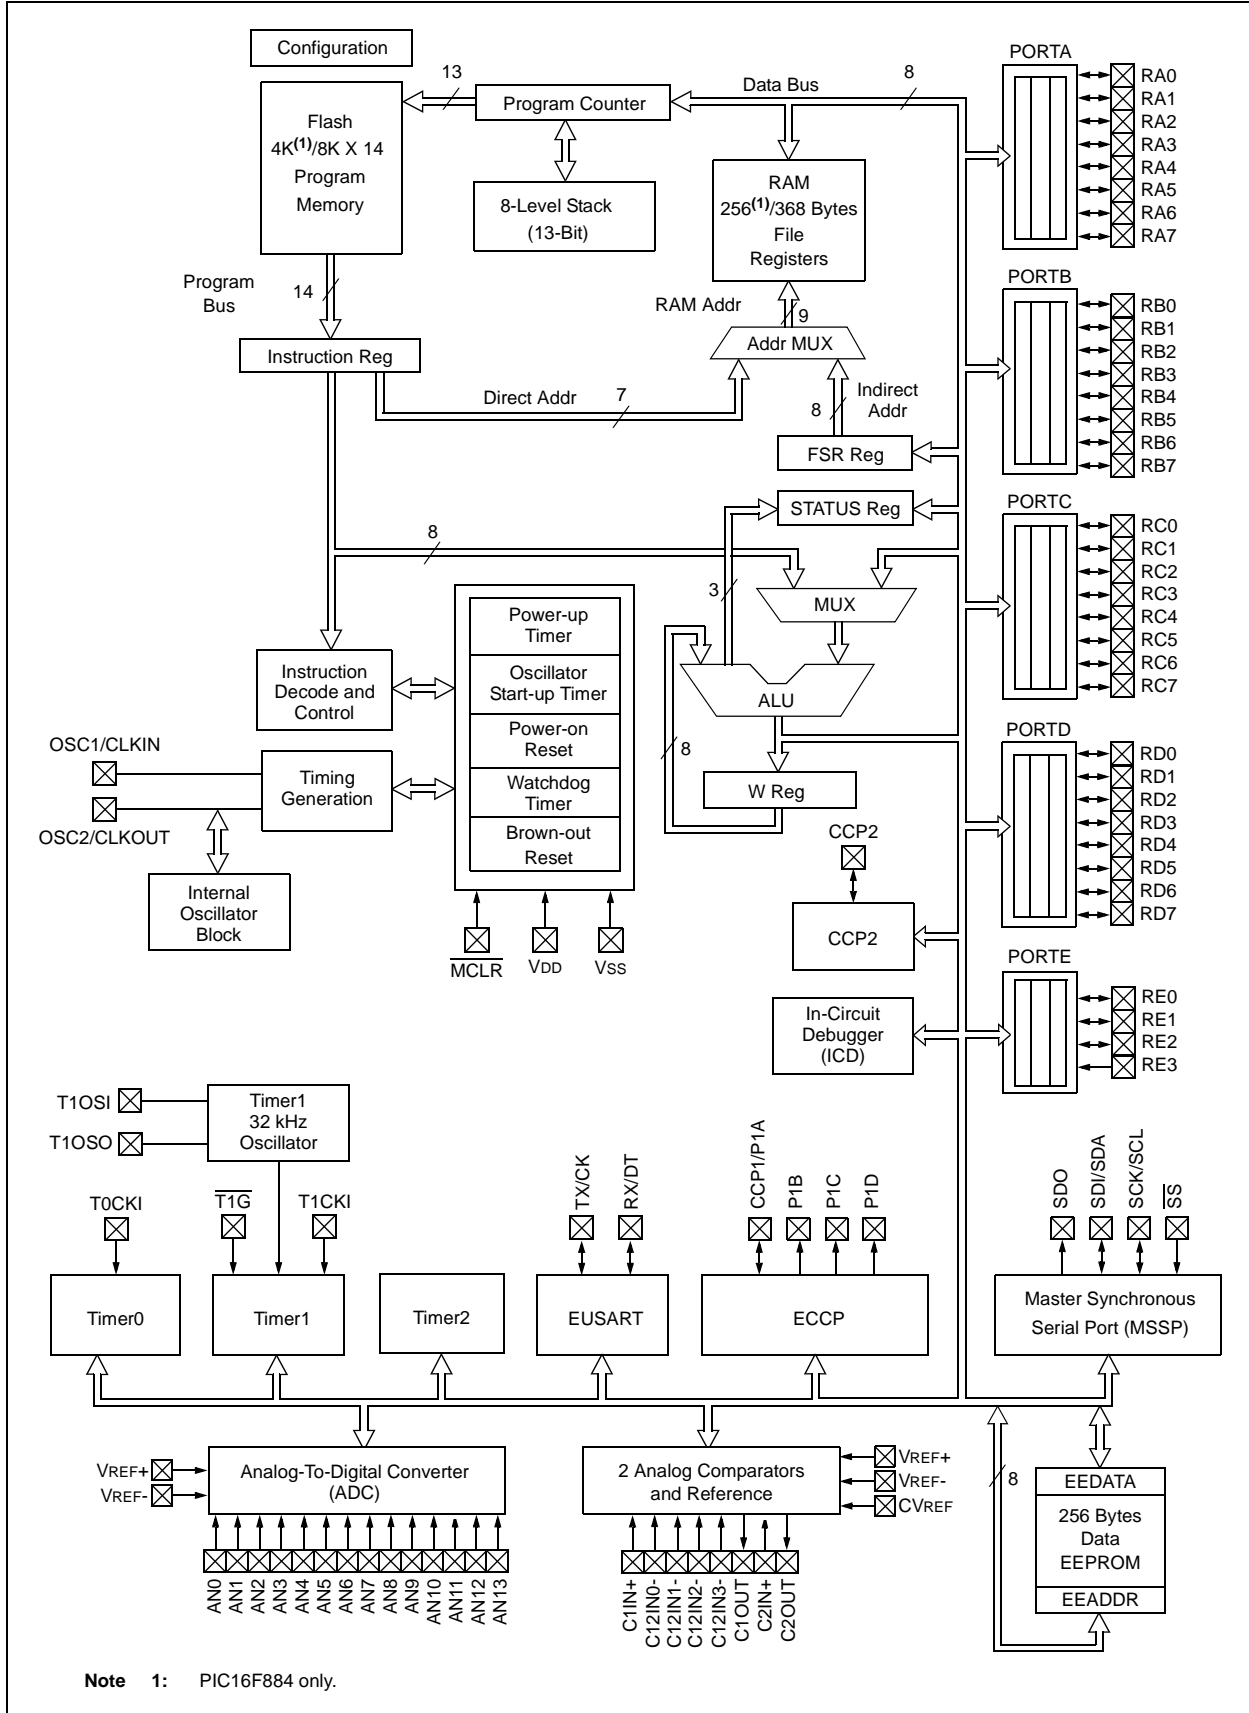 Configuration
Flash
4K(1)/8K X 14
Program
Memory
13
Program Counter
8-Level Stack
(13-Bit)
Data Bus
8
RAM
256(1)/368 Bytes
File
Registers
Program
Bus
14
RAM Addr
9
Addr MUX
Instruction Reg
Direct Addr
7
Indirect
Addr
8
FSR Reg
STATUS Reg
8
3
MUX
ALU
8
W Reg
Power-up
Timer
Oscillator
Start-up Timer
Power-on
Reset
Watchdog
Timer
Brown-out
Reset
Instruction
Decode and
Control
OSC1/CLKIN
OSC2/CLKOUT
Timing
Generation
Internal
Oscillator
Block
MCLR
VDD
VSS
CCP2
CCP2
In-Circuit
Debugger
(ICD)
PORTA
RA0
RA1
RA2
RA3
RA4
RA5
RA6
RA7
PORTB
RB0
RB1
RB2
RB3
RB4
RB5
RB6
RB7
PORTC
RC0
RC1
RC2
RC3
RC4
RC5
RC6
RC7
PORTD
RD0
RD1
RD2
RD3
RD4
RD5
RD6
RD7
PORTE
RE0
RE1
RE2
RE3
T1OSI
T1OSO
Timer1
32 kHz
Oscillator
T0CKI
T1G
T1CKI
TX/CK
RX/DT
CCP1/P1A
P1B
P1C
P1D
SDO
SDI/SDA
SCK/SCL
SS
Timer0
Timer1
Timer2
EUSART
ECCP
Master Synchronous
Serial Port (MSSP)
VREF+
VREF-
Analog-To-Digital Converter
(ADC)
AN0
AN1
AN2
AN3
AN4
AN5
AN6
AN7
AN8
AN9
AN10
AN11
AN12
AN13
2 Analog Comparators
and Reference
VREF+
VREF-
CVREF
C1IN+
C12IN0-
C12IN1-
C12IN2-
C12IN3-
C1OUT
C2IN+
C2OUT
8
EEDATA
256 Bytes
Data
EEPROM
EEADDR
Note 1: PIC16F884 only.